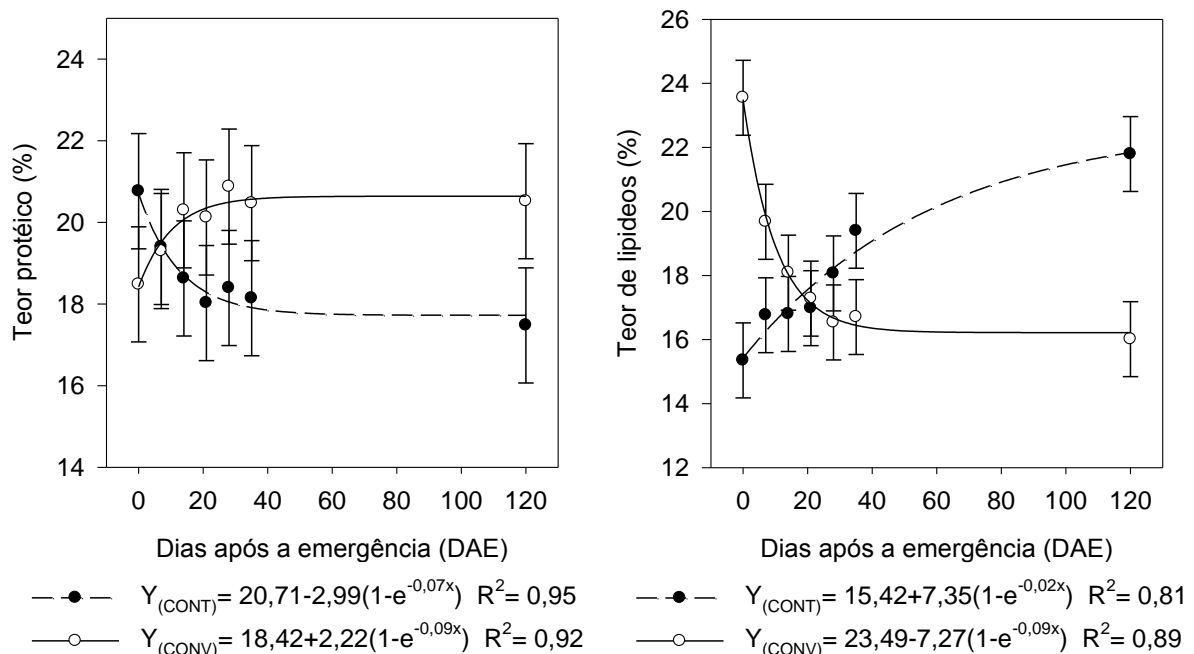 Teor protéico (%)
24
22
20
18
16
14
0 20 40 60 80 100 120
Dias após a emergência (DAE)
Y(CONT)= 20,71-2,99(1-e^-0,07x) R²= 0,95
Y(CONV)= 18,42+2,22(1-e^-0,09x) R²= 0,92
Teor de lipídeos (%)
26
24
22
20
18
16
14
12
0 20 40 60 80 100 120
Dias após a emergência (DAE)
Y(CONT)= 15,42+7,35(1-e^-0,02x) R²= 0,81
Y(CONV)= 23,49-7,27(1-e^-0,09x) R²= 0,89